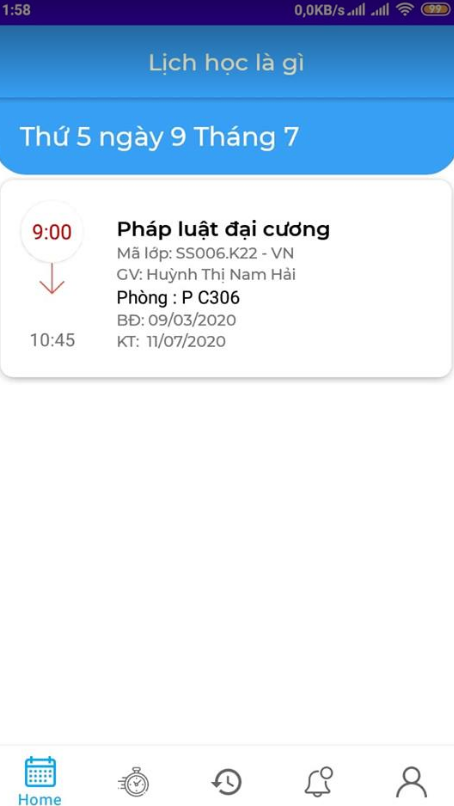 1:58
0,0KB/s
99
Lịch học là gì
Thứ 5 ngày 9 Tháng 7
9:00
Pháp luật đại cương
Mã lớp: SS006.K22 - VN
GV: Huỳnh Thị Nam Hải
Phòng : P C306
BĐ: 09/03/2020
10:45
KT: 11/07/2020
Home